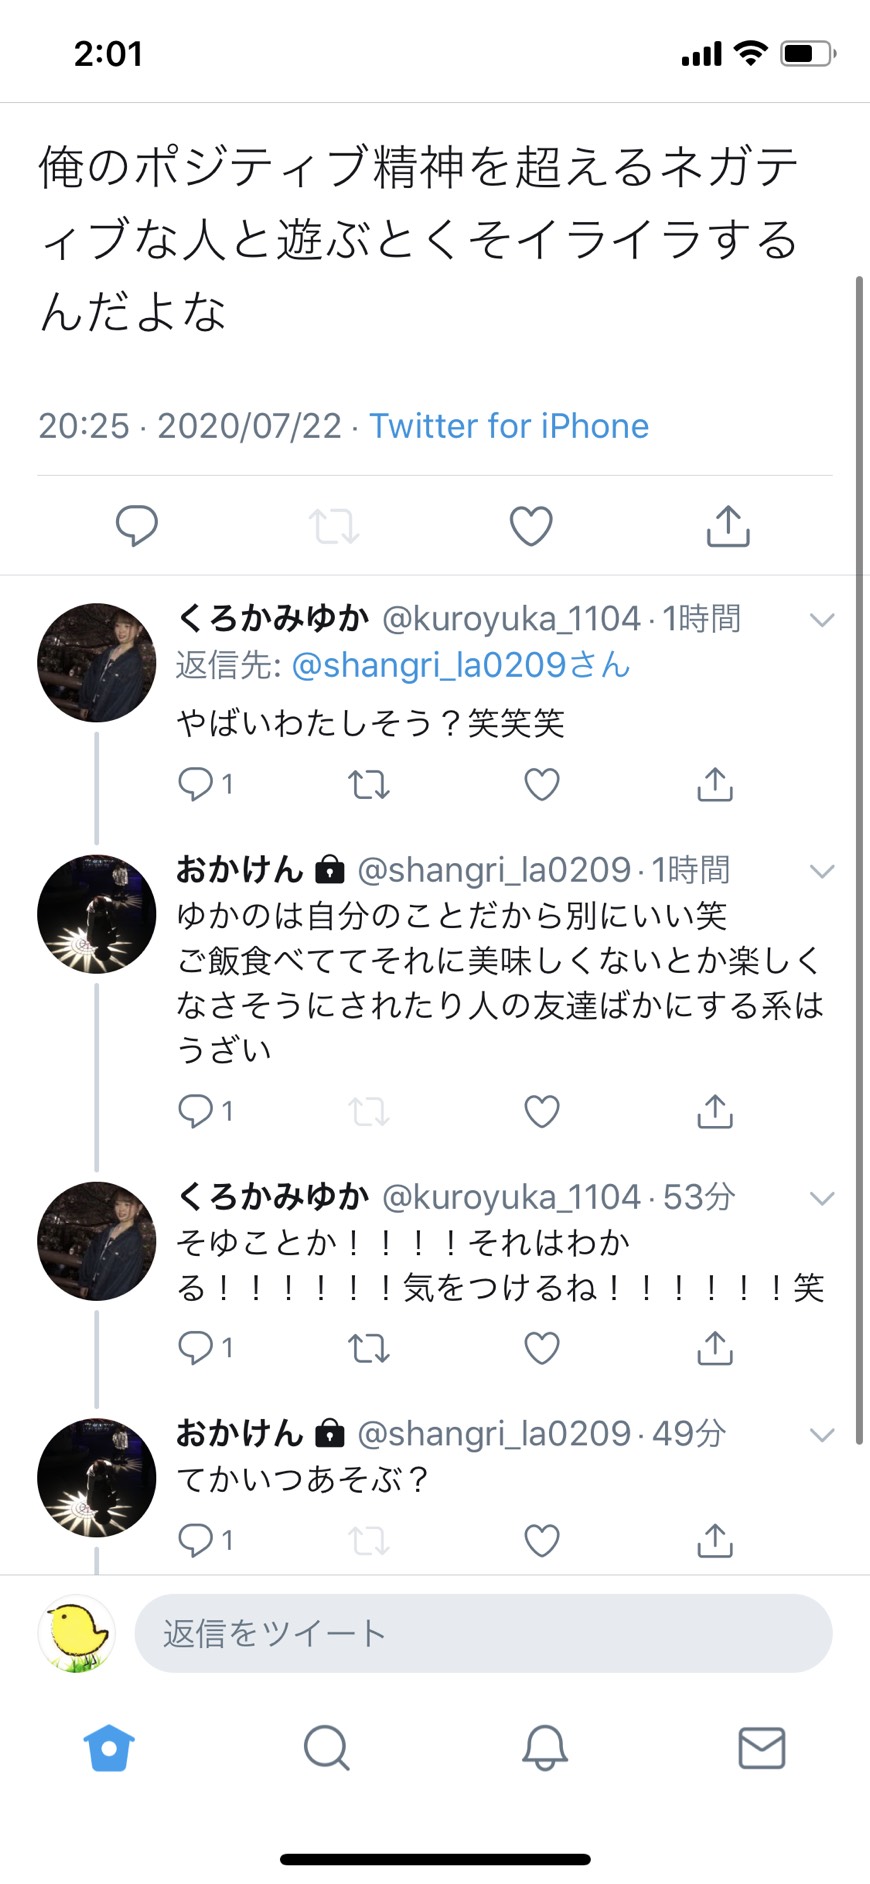 2:01
俺のポジティブ精神を超えるネガテ
ィブな人と遊ぶとくそイライラする
んだよな
20:25 · 2020/07/22 · Twitter for iPhone
くろかみゆか @kuroyuka_1104 · 1時間
返信先: @shangri_la0209さん
やばいわたしそう？笑笑笑
1
おかけん @shangri_la0209 · 1時間
ゆかのは自分のことだから別にいい笑
ご飯食べててそれに美味しくないとか楽しく
なさそうにされたり人の友達ばかにする系は
うざい
1
くろかみゆか @kuroyuka_1104 · 53分
そゆことか！！！！それはわか
る！！！！！！気をつけるね！！！！！！笑
1
おかけん @shangri_la0209 · 49分
てかいつあそぶ？
1
返信をツイート